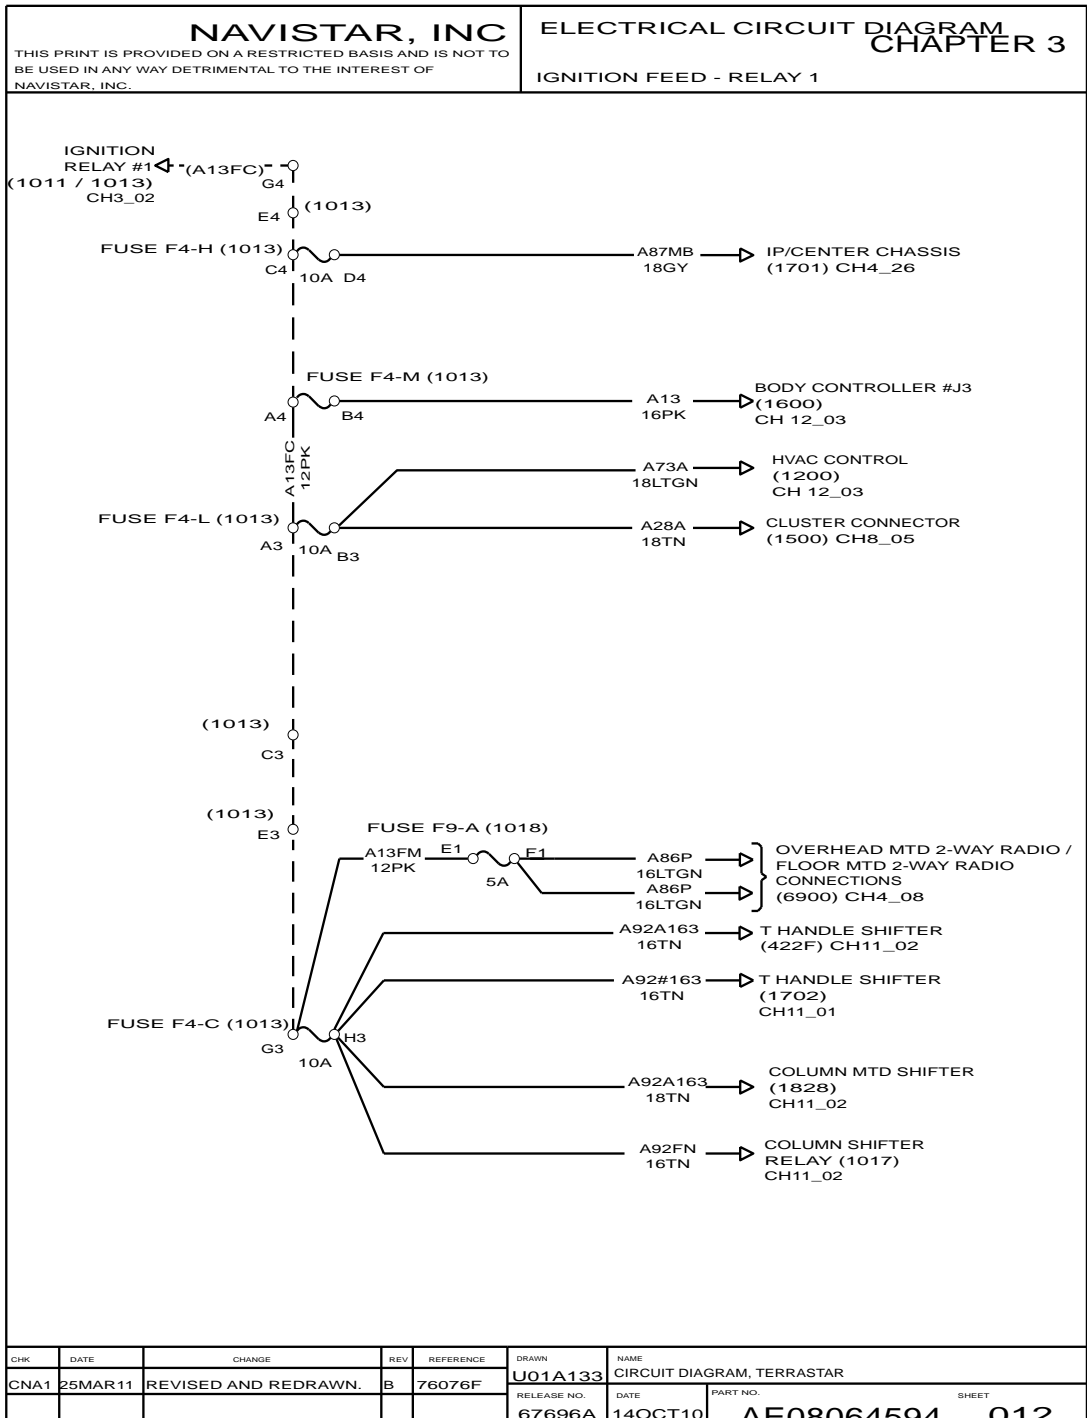 NAVISTAR, INC
THIS PRINT IS PROVIDED ON A RESTRICTED BASIS AND IS NOT TO
BE USED IN ANY WAY DETRIMENTAL TO THE INTEREST OF
NAVISTAR, INC.
ELECTRICAL CIRCUIT DIAGRAM
CHAPTER 3
IGNITION FEED - RELAY 1
IGNITION
RELAY #1
(1011 / 1013)
CH3_02
(A13FC)
G4
E4
(1013)
FUSE F4-H (1013)
C4
10A
D4
A87MB
18GY
IP/CENTER CHASSIS
(1701) CH4_26
FUSE F4-M (1013)
A4
B4
A13
16PK
BODY CONTROLLER #J3
(1600)
CH 12_03
A13FC
12PK
A73A
18LTGN
HVAC CONTROL
(1200)
CH 12_03
FUSE F4-L (1013)
A3
10A
B3
A28A
18TN
CLUSTER CONNECTOR
(1500) CH8_05
(1013)
C3
(1013)
E3
FUSE F9-A (1018)
A13FM
12PK
E1
F1
5A
A86P
16LTGN
A86P
16LTGN
OVERHEAD MTD 2-WAY RADIO /
FLOOR MTD 2-WAY RADIO
CONNECTIONS
(6900) CH4_08
A92A163
16TN
T HANDLE SHIFTER
(422F) CH11_02
A92#163
16TN
T HANDLE SHIFTER
(1702)
CH11_01
FUSE F4-C (1013)
G3
10A
H3
A92A163
18TN
COLUMN MTD SHIFTER
(1828)
CH11_02
A92FN
16TN
COLUMN SHIFTER
RELAY (1017)
CH11_02
CHK DATE CHANGE REV REFERENCE
CNA1 25MAR11 REVISED AND REDRAWN. B 76076F
DRAWN
U01A133
NAME
CIRCUIT DIAGRAM, TERRASTAR
RELEASE NO.
67696A
DATE
14OCT10
PART NO.
AE08064594
SHEET
012